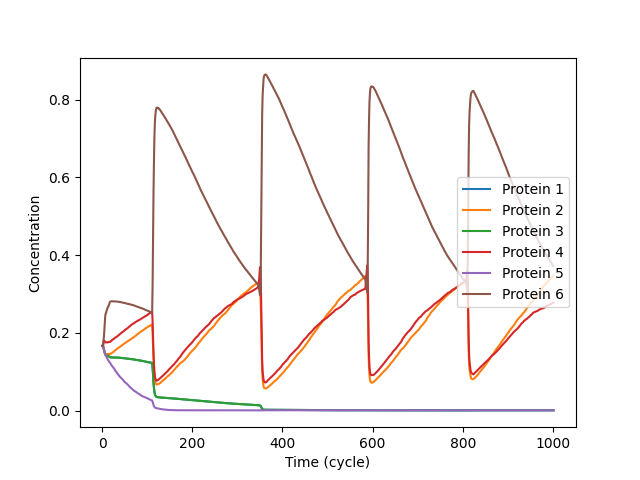 0.8
0.6
0.4
0.2
0.0
Concentration
0
200
400
600
800
1000
Time (cycle)
Protein 1
Protein 2
Protein 3
Protein 4
Protein 5
Protein 6